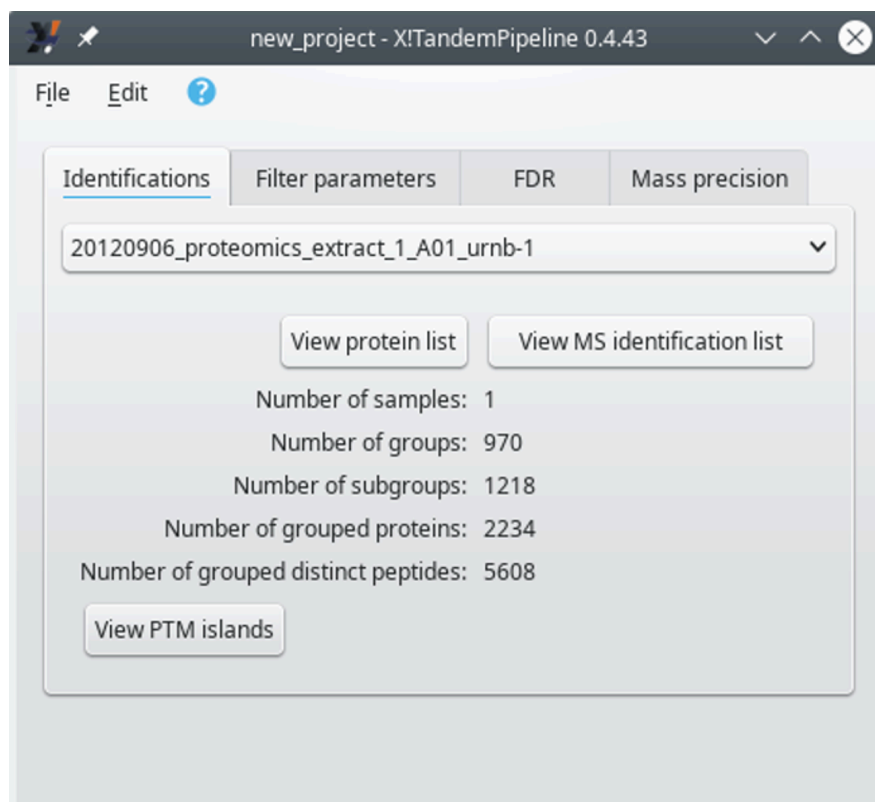 new_project - X!TandemPipeline 0.4.43
File Edit ?
Identifications Filter parameters FDR Mass precision
20120906_proteomics_extract_1_A01_urnb-1
View protein list View MS identification list
Number of samples: 1
Number of groups: 970
Number of subgroups: 1218
Number of grouped proteins: 2234
Number of grouped distinct peptides: 5608
View PTM islands